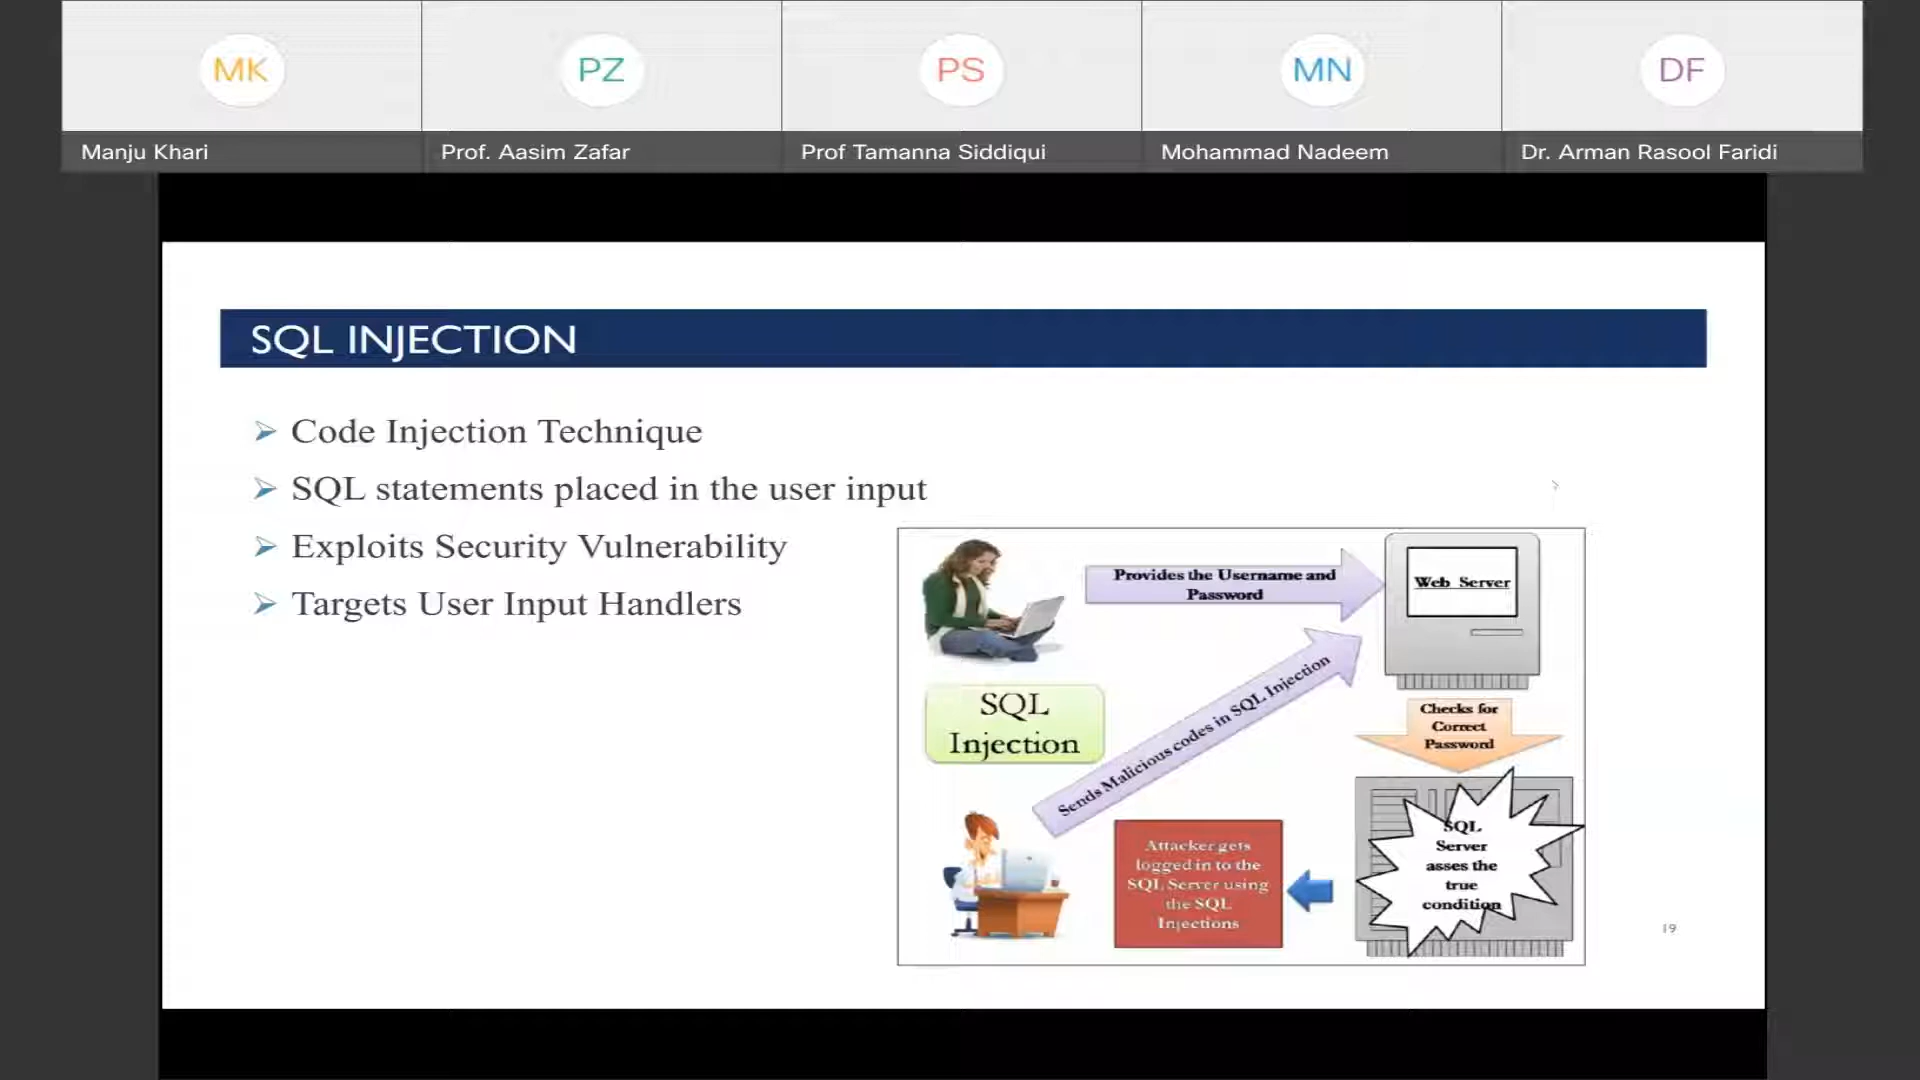 MK
PZ
PS
MN
DF
Manju Khari
Prof. Aasim Zafar
Prof Tamanna Siddiqui
Mohammad Nadeem
Dr. Arman Rasool Faridi
SQL INJECTION
Code Injection Technique
SQL statements placed in the user input
Exploits Security Vulnerability
Targets User Input Handlers
Provides the Username and
Password
Web Server
SQL
Injection
Sends Malicious codes in SQL Injection
Checks for
Correct
Password
SQL
Server
asses the
true
condition
Attacker gets
logged in to the
SQL Server using
the SQL
Injections
19